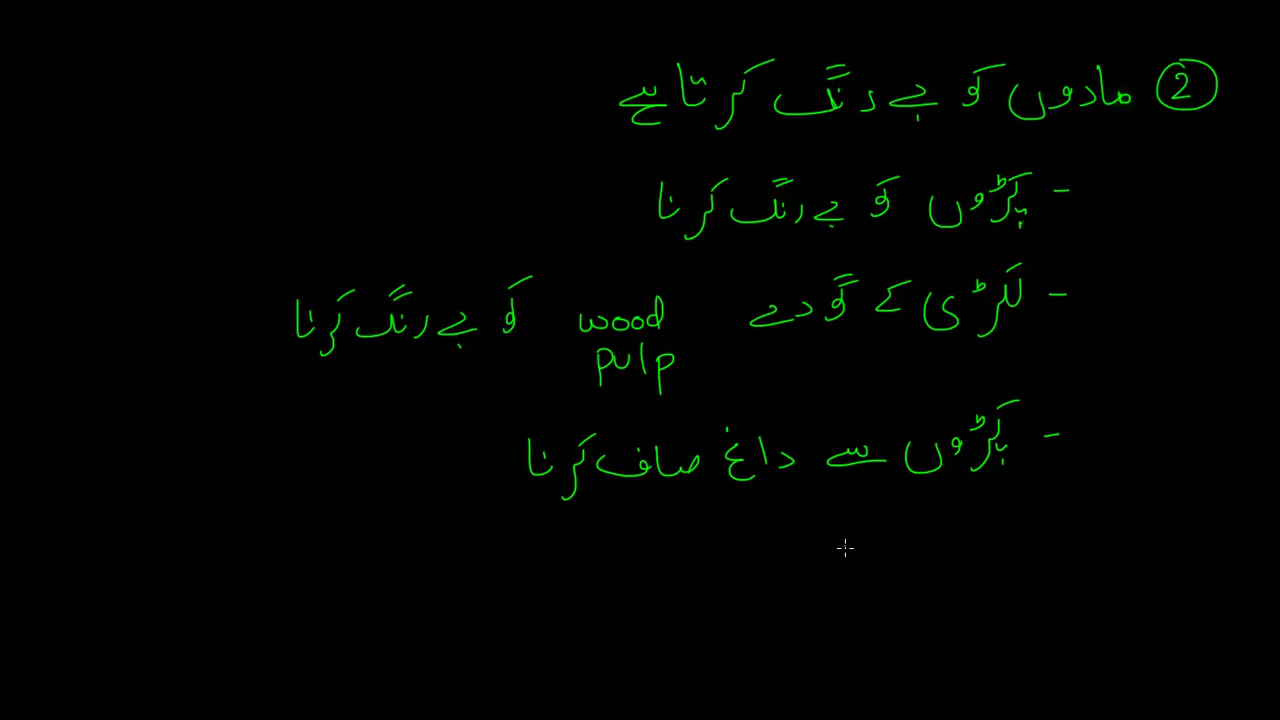 ② مادوں کو بے رنگ کرتا ہے
- کپڑوں کو بے رنگ کرنا
- لکڑی کے گودے wood pulp کو بے رنگ کرنا
- کپڑوں سے داغ صاف کرنا